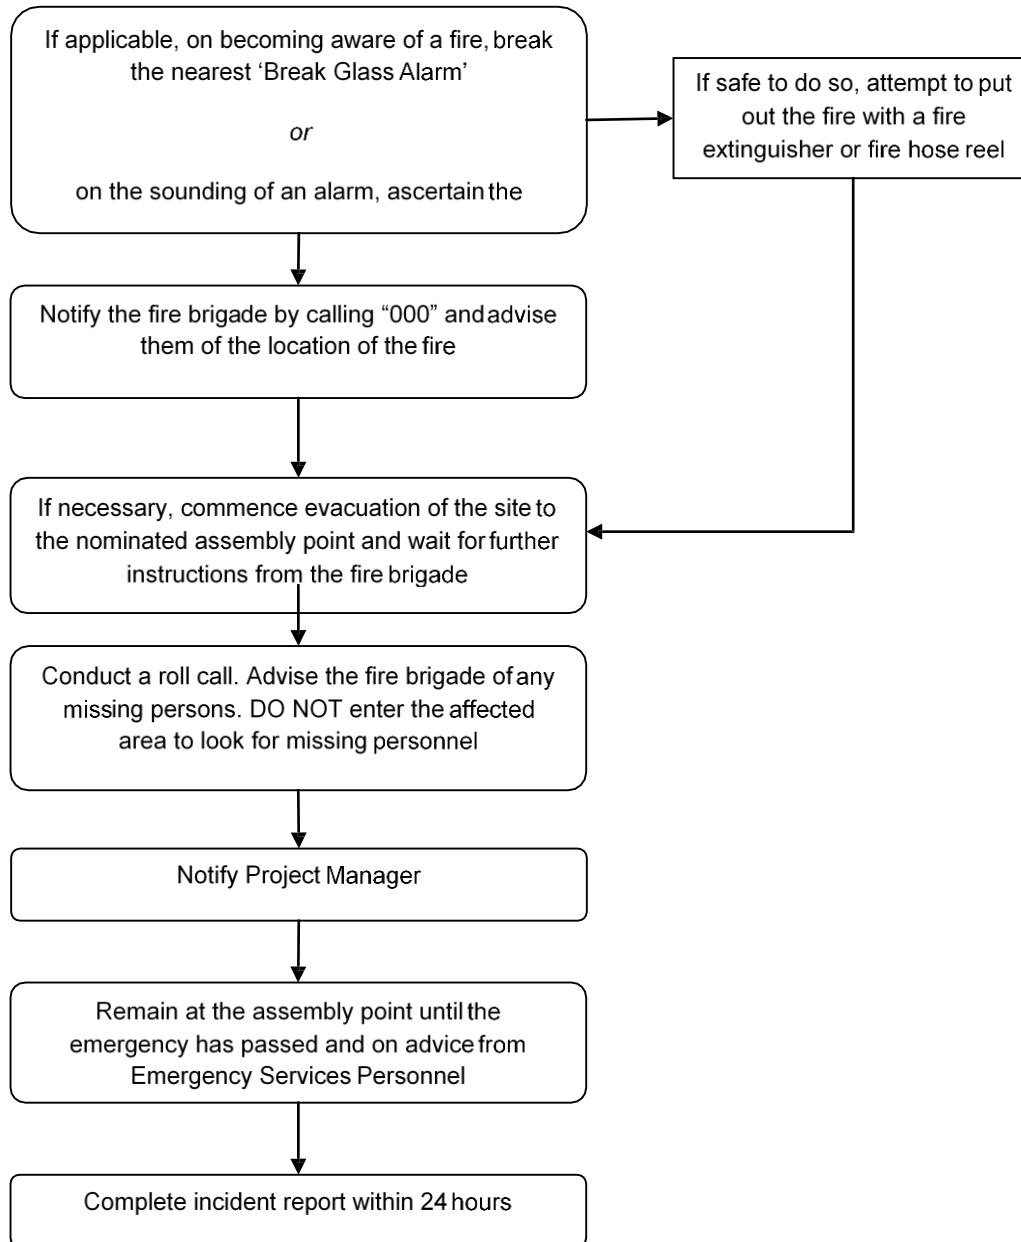 If applicable, on becoming aware of a fire, break
the nearest ‘Break Glass Alarm’
or
on the sounding of an alarm, ascertain the
If safe to do so, attempt to put
out the fire with a fire
extinguisher or fire hose reel
Notify the fire brigade by calling “000” and advise
them of the location of the fire
If necessary, commence evacuation of the site to
the nominated assembly point and wait for further
instructions from the fire brigade
Conduct a roll call. Advise the fire brigade of any
missing persons. DO NOT enter the affected
area to look for missing personnel
Notify Project Manager
Remain at the assembly point until the
emergency has passed and on advice from
Emergency Services Personnel
Complete incident report within 24 hours